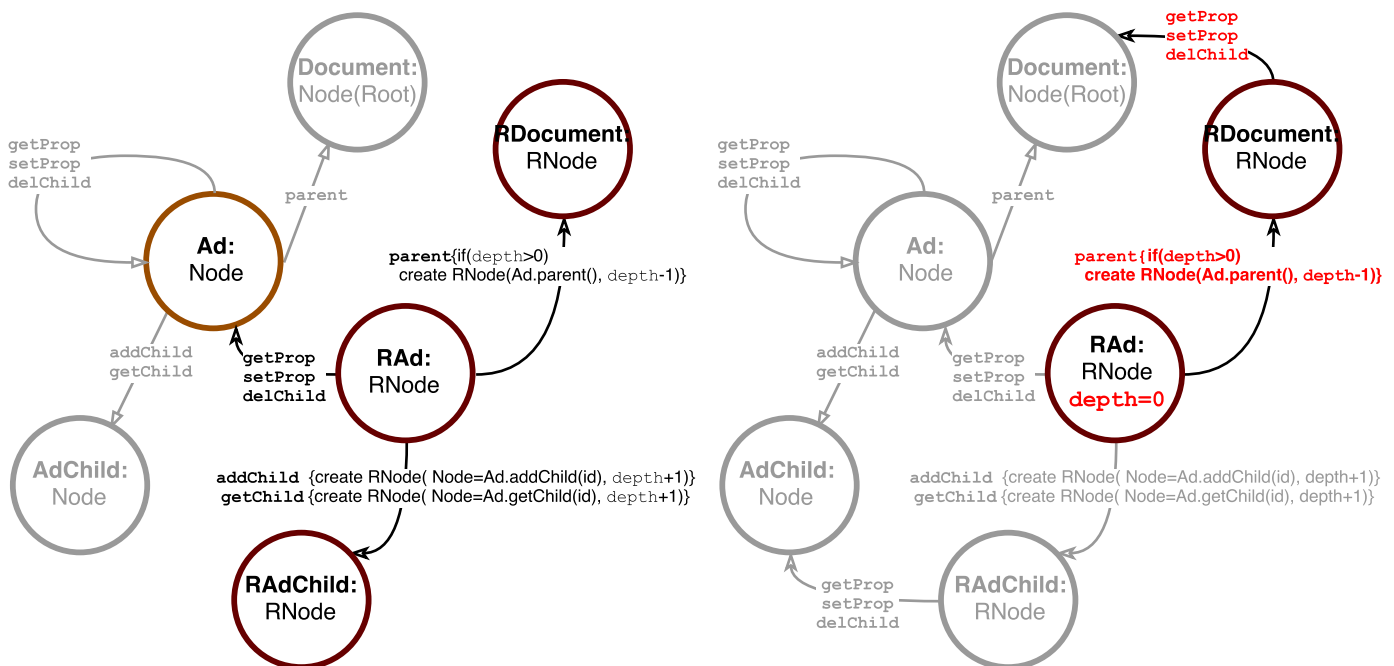 Document:
Node(Root)
getProp
setProp
delChild
parent
RDocument:
RNode
Ad:
Node
parent{if(depth>0)
create RNode(Ad.parent(), depth-1)}
addChild
getChild
getProp
setProp
delChild
RAd:
RNode
AdChild:
Node
addChild {create RNode( Node=Ad.addChild(id), depth+1)}
getChild {create RNode( Node=Ad.getChild(id), depth+1)}
RAdChild:
RNode
getProp
setProp
delChild
Document:
Node(Root)
RDocument:
RNode
getProp
setProp
delChild
parent
Ad:
Node
parent{if(depth>0)
create RNode(Ad.parent(), depth-1)}
addChild
getChild
getProp
setProp
delChild
RAd:
RNode
depth=0
AdChild:
Node
addChild {create RNode( Node=Ad.addChild(id), depth+1)}
getChild {create RNode( Node=Ad.getChild(id), depth+1)}
getProp
setProp
delChild
RAdChild:
RNode